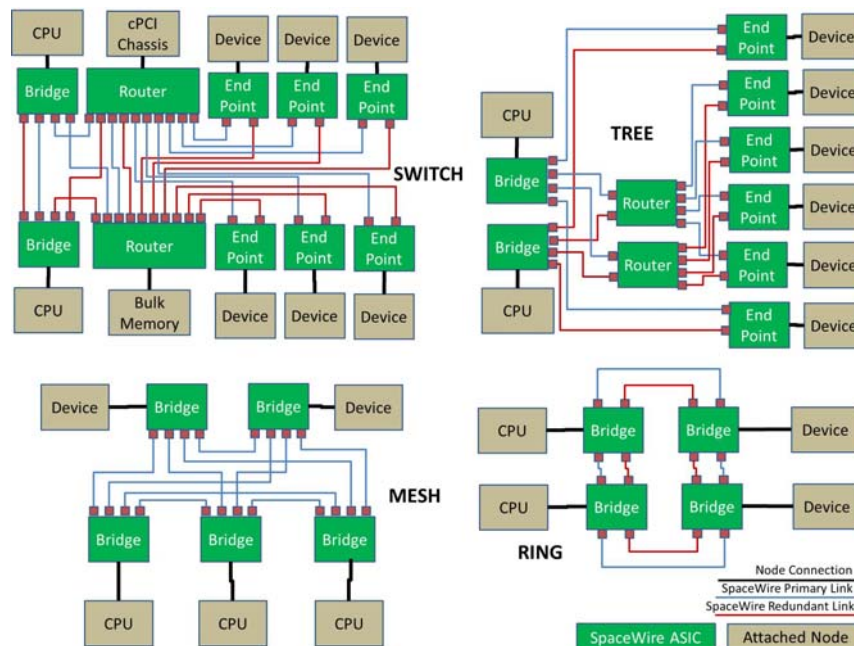 CPU
cPCI
Chassis
Device
Device
Device
Bridge
Router
End
Point
End
Point
End
Point
SWITCH
Bridge
Router
End
Point
End
Point
End
Point
CPU
Bulk
Memory
Device
Device
Device
End
Point
Device
End
Point
Device
CPU
TREE
End
Point
Device
Bridge
Router
End
Point
Device
Bridge
Router
End
Point
Device
CPU
End
Point
Device
Device
Bridge
Bridge
Device
MESH
Bridge
Bridge
Bridge
CPU
CPU
CPU
CPU
Bridge
Bridge
Device
CPU
Bridge
Bridge
Device
RING
Node Connection
SpaceWire Primary Link
SpaceWire Redundant Link
SpaceWire ASIC
Attached Node